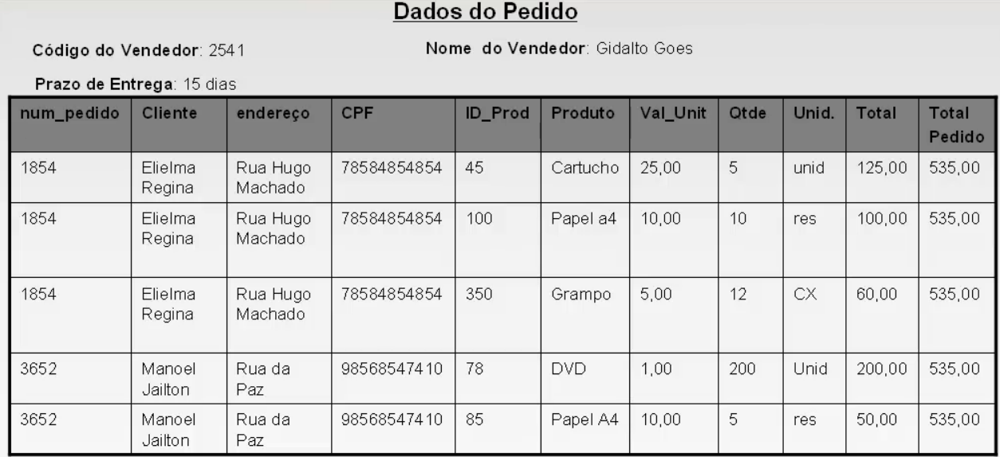 Dados do Pedido
Código do Vendedor: 2541 Nome do Vendedor: Gidalto Goes
Prazo de Entrega: 15 dias
num_pedido Cliente endereço CPF ID_Prod Produto Val_Unit Qtde Unid. Total Total
Pedido
1854 Elielma Rua Hugo 78584854854 45 Cartucho 25,00 5 unid 125,00 535,00
Regina Machado
1854 Elielma Rua Hugo 78584854854 100 Papel a4 10,00 10 res 100,00 535,00
Regina Machado
1854 Elielma Rua Hugo 78584854854 350 Grampo 5,00 12 CX 60,00 535,00
Regina Machado
3652 Manoel Rua da 98568547410 78 DVD 1,00 200 Unid 200,00 535,00
Jailton Paz
3652 Manoel Rua da 98568547410 85 Papel A4 10,00 5 res 50,00 535,00
Jailton Paz